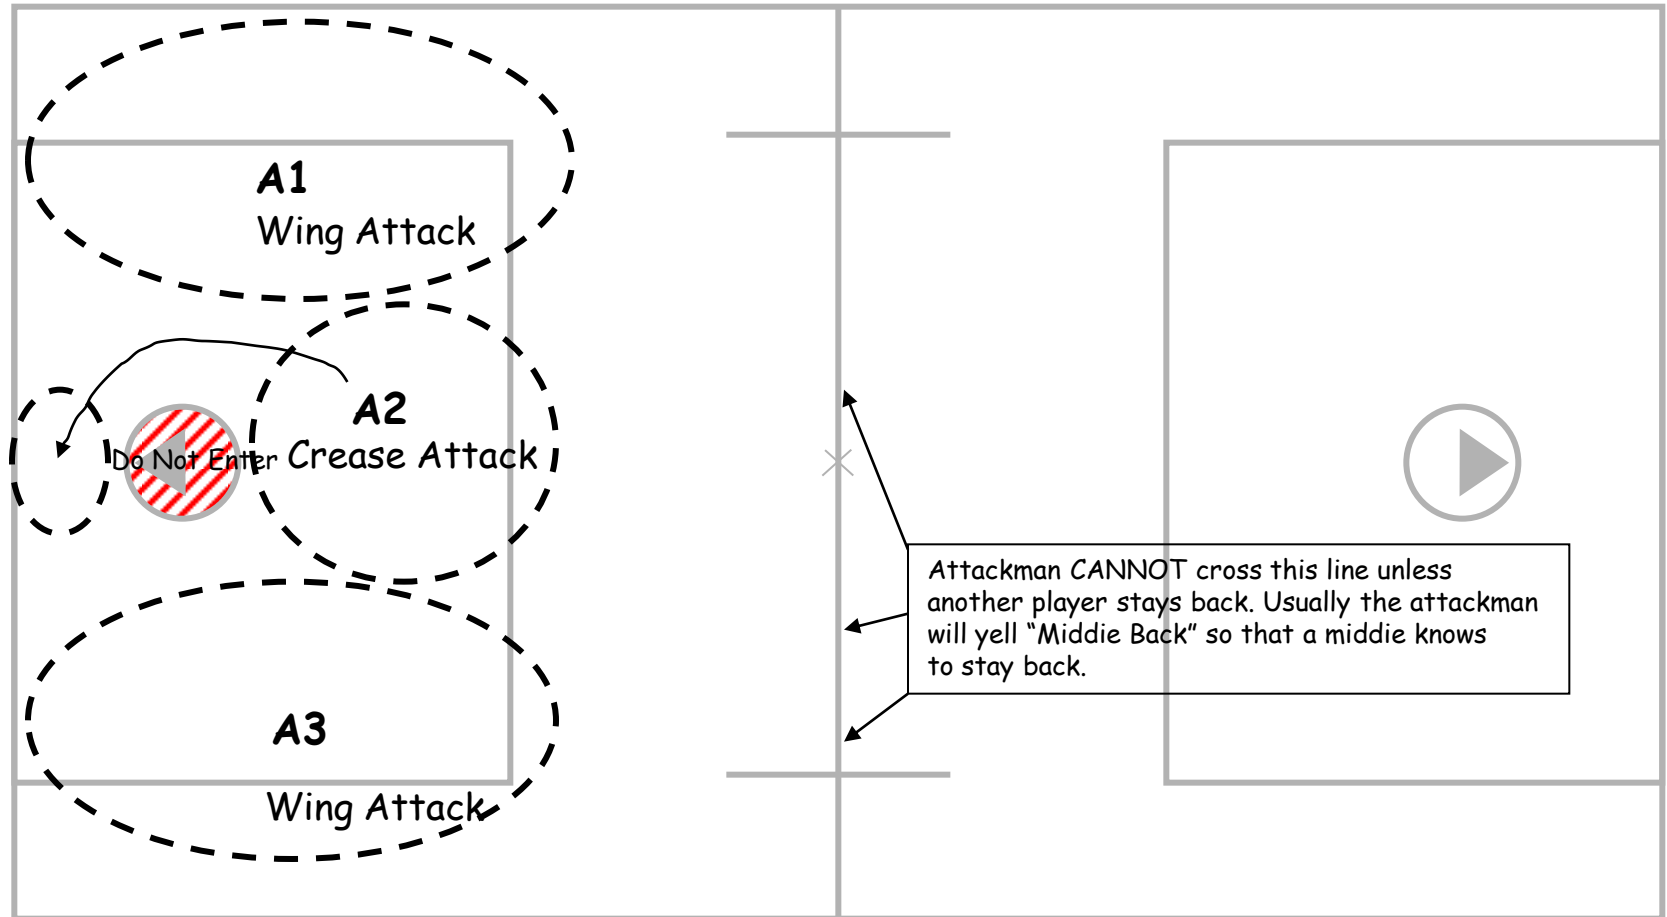 A1
Wing Attack
A2
Do Not Enter
Crease Attack
Attackman CANNOT cross this line unless
another player stays back. Usually the attackman
will yell “Middie Back” so that a middie knows
to stay back.
A3
Wing Attack